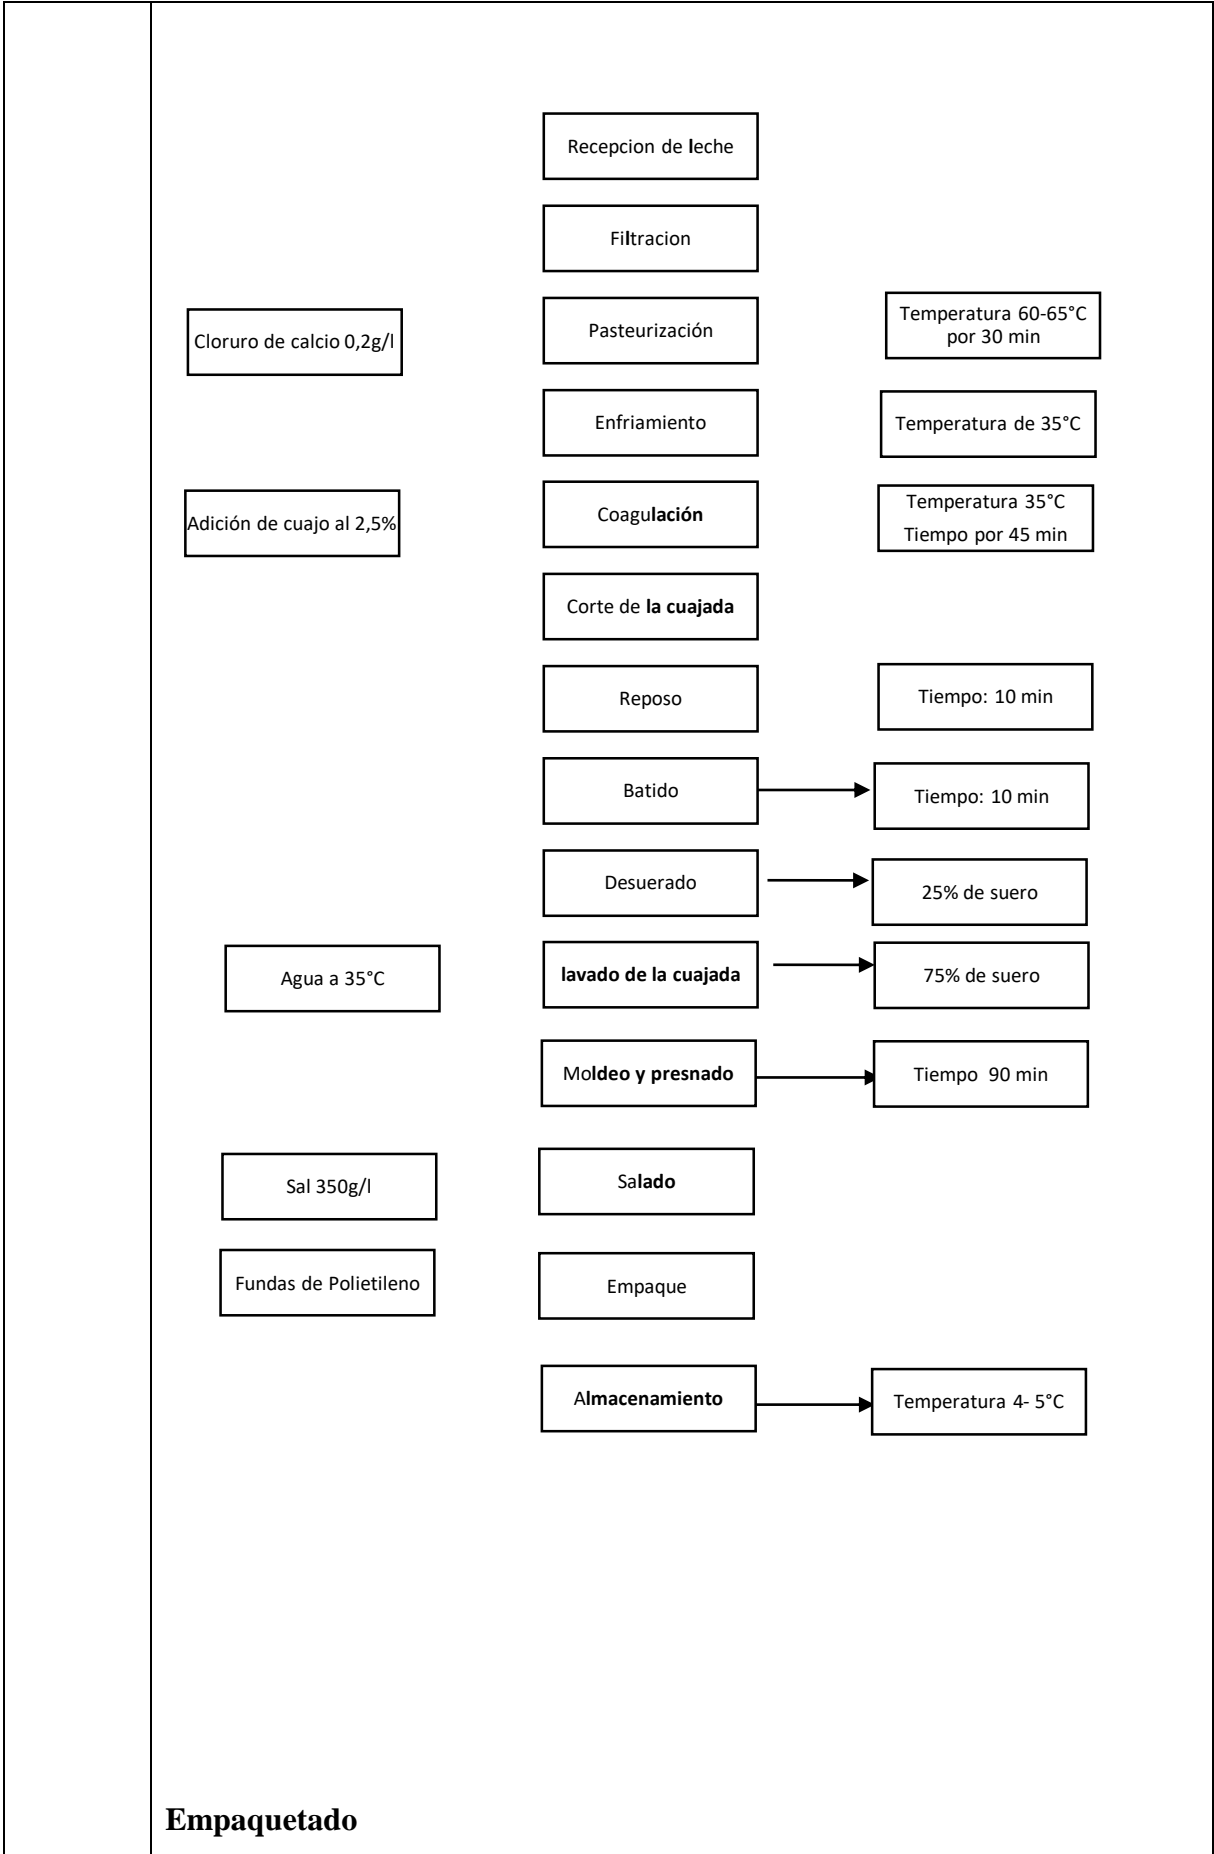 Recepcion de leche
Filtracion
Cloruro de calcio 0,2g/l
Pasteurización
Temperatura 60-65°C
por 30 min
Enfriamiento
Temperatura de 35°C
Adición de cuajo al 2,5%
Coagulación
Temperatura 35°C
Tiempo por 45 min
Corte de la cuajada
Reposo
Tiempo: 10 min
Batido
Tiempo: 10 min
Desuerado
25% de suero
Agua a 35°C
lavado de la cuajada
75% de suero
Moldeo y presnado
Tiempo 90 min
Sal 350g/l
Salado
Fundas de Polietileno
Empaque
Almacenamiento
Temperatura 4- 5°C
Empaquetado